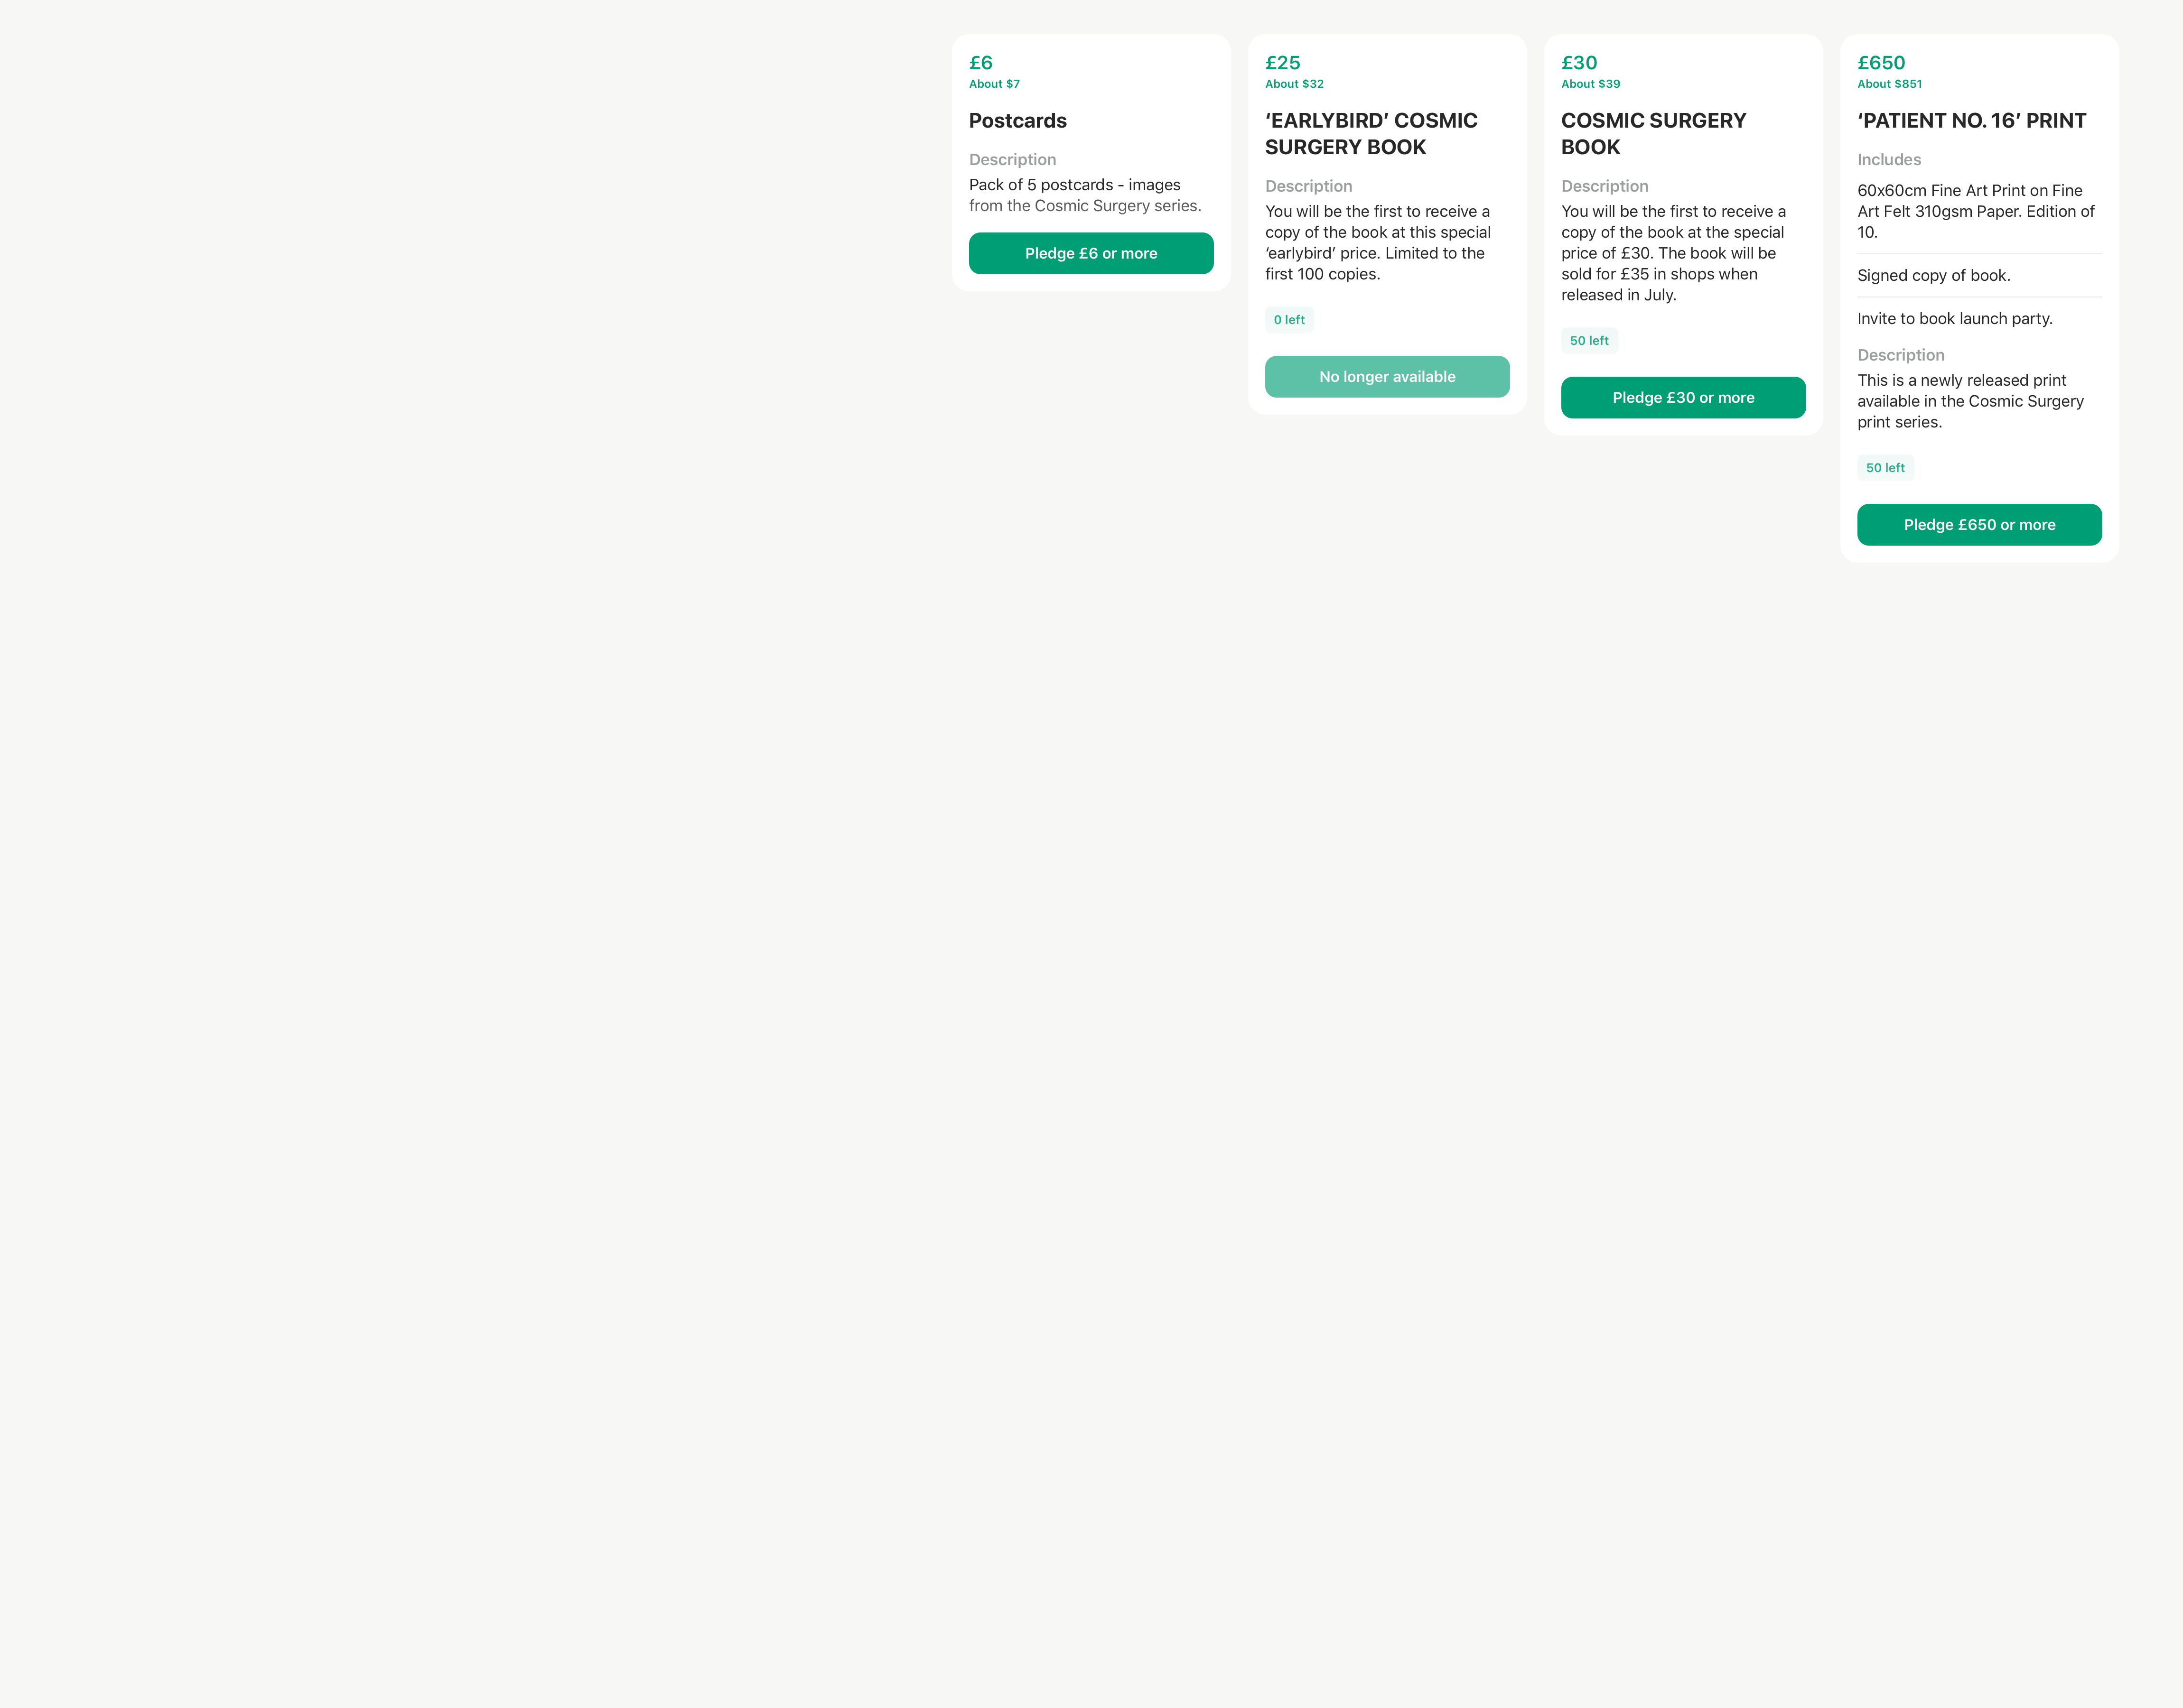 £6
About $7
Postcards
Description
Pack of 5 postcards - images
from the Cosmic Surgery series.
Pledge £6 or more
£25
About $32
‘EARLYBIRD’ COSMIC
SURGERY BOOK
Description
You will be the first to receive a
copy of the book at this special
‘earlybird’ price. Limited to the
first 100 copies.
0 left
No longer available
£30
About $39
COSMIC SURGERY
BOOK
Description
You will be the first to receive a
copy of the book at the special
price of £30. The book will be
sold for £35 in shops when
released in July.
50 left
Pledge £30 or more
£650
About $851
‘PATIENT NO. 16’ PRINT
Includes
60x60cm Fine Art Print on Fine
Art Felt 310gsm Paper. Edition of
10.
Signed copy of book.
Invite to book launch party.
Description
This is a newly released print
available in the Cosmic Surgery
print series.
50 left
Pledge £650 or more